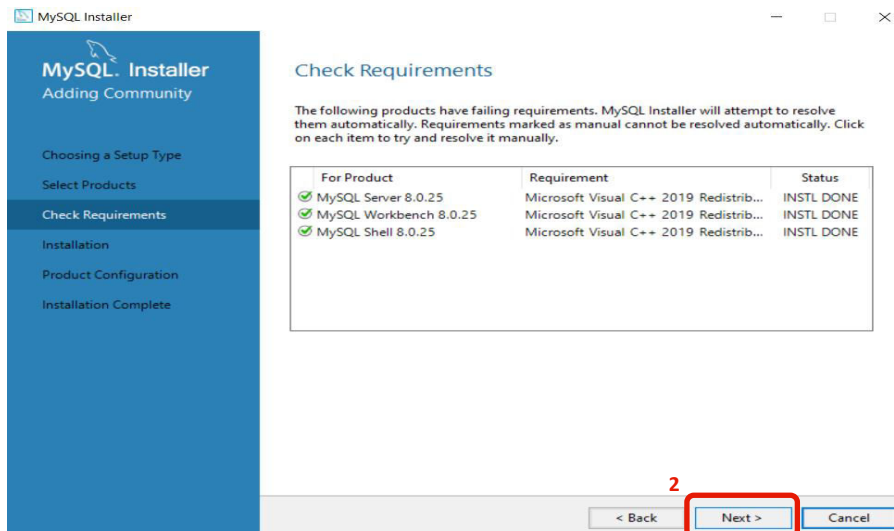 MySQL Installer
MySQL. Installer
Adding Community
Choosing a Setup Type
Select Products
Check Requirements
Installation
Product Configuration
Installation Complete
Check Requirements
The following products have failing requirements. MySQL Installer will attempt to resolve
them automatically. Requirements marked as manual cannot be resolved automatically. Click
on each item to try and resolve it manually.
For Product Requirement Status
MySQL Server 8.0.25 Microsoft Visual C++ 2019 Redistrib... INSTL DONE
MySQL Workbench 8.0.25 Microsoft Visual C++ 2019 Redistrib... INSTL DONE
MySQL Shell 8.0.25 Microsoft Visual C++ 2019 Redistrib... INSTL DONE
2
< Back Next > Cancel